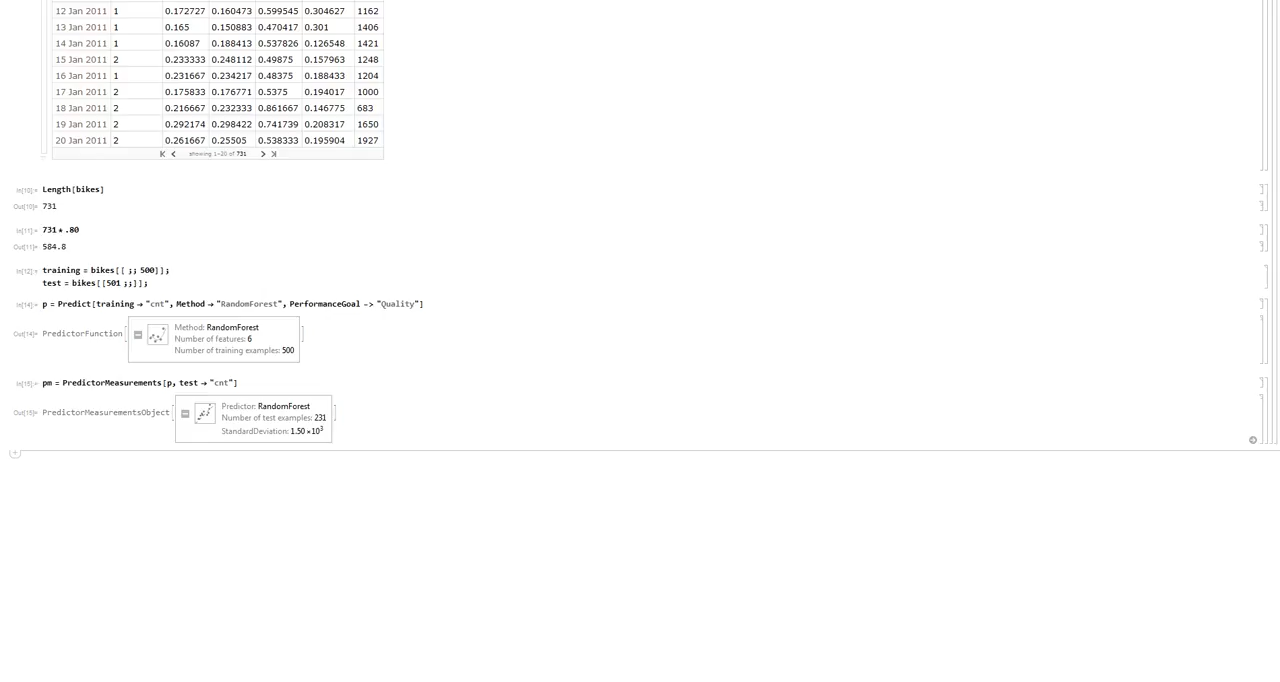 12 Jan 2011 1 0.172727 0.160473 0.599545 0.304627 1162
13 Jan 2011 1 0.165 0.150883 0.470417 0.301 1406
14 Jan 2011 1 0.16087 0.188413 0.537826 0.126548 1421
15 Jan 2011 2 0.233333 0.248112 0.49875 0.157963 1248
16 Jan 2011 1 0.231667 0.234217 0.48375 0.188433 1204
17 Jan 2011 2 0.175833 0.176771 0.5375 0.194017 1000
18 Jan 2011 2 0.216667 0.232333 0.861667 0.146775 683
19 Jan 2011 2 0.292174 0.298422 0.741739 0.208317 1650
20 Jan 2011 2 0.261667 0.25505 0.538333 0.195904 1927
showing 1–20 of 731
In[10]:= Length[bikes]
Out[10]= 731
In[11]:= 731*.80
Out[11]= 584.8
In[12]:= training = bikes[[ ;; 500]];
test = bikes[[501 ;;]];
In[14]:= p = Predict[training → "cnt", Method → "RandomForest", PerformanceGoal -> "Quality"]
Out[14]= PredictorFunction[
Method: RandomForest
Number of features: 6
Number of training examples: 500
]
In[15]:= pm = PredictorMeasurements[p, test → "cnt"]
Out[15]= PredictorMeasurementsObject[
Predictor: RandomForest
Number of test examples: 231
StandardDeviation: 1.50×10³
]